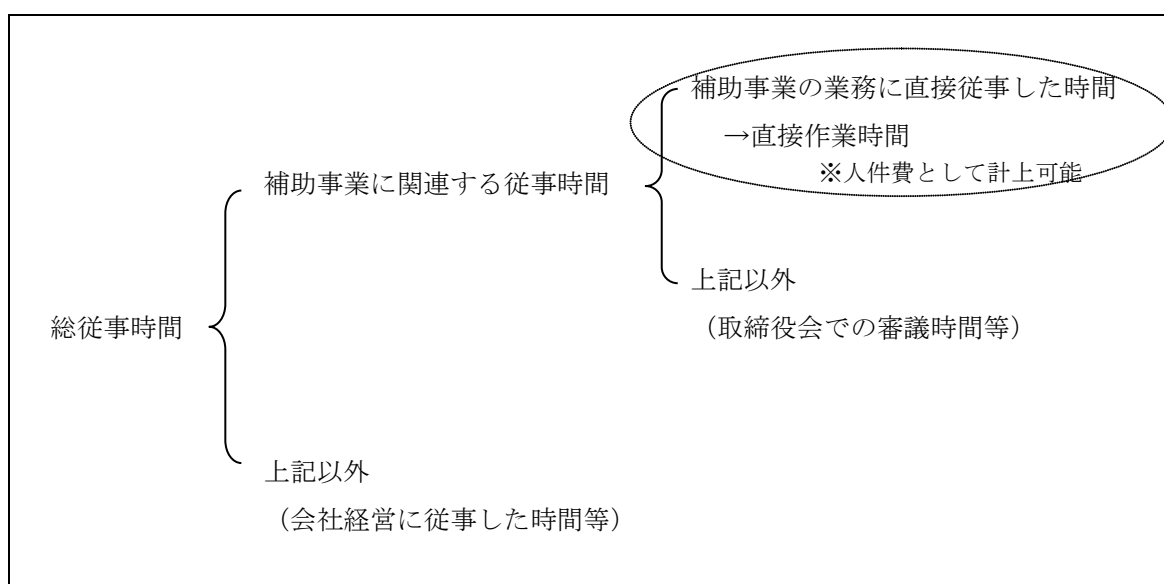 補助事業の業務に直接従事した時間
→直接作業時間
※人件費として計上可能
補助事業に関連する従事時間
上記以外
（取締役会での審議時間等）
総従事時間
上記以外
（会社経営に従事した時間等）